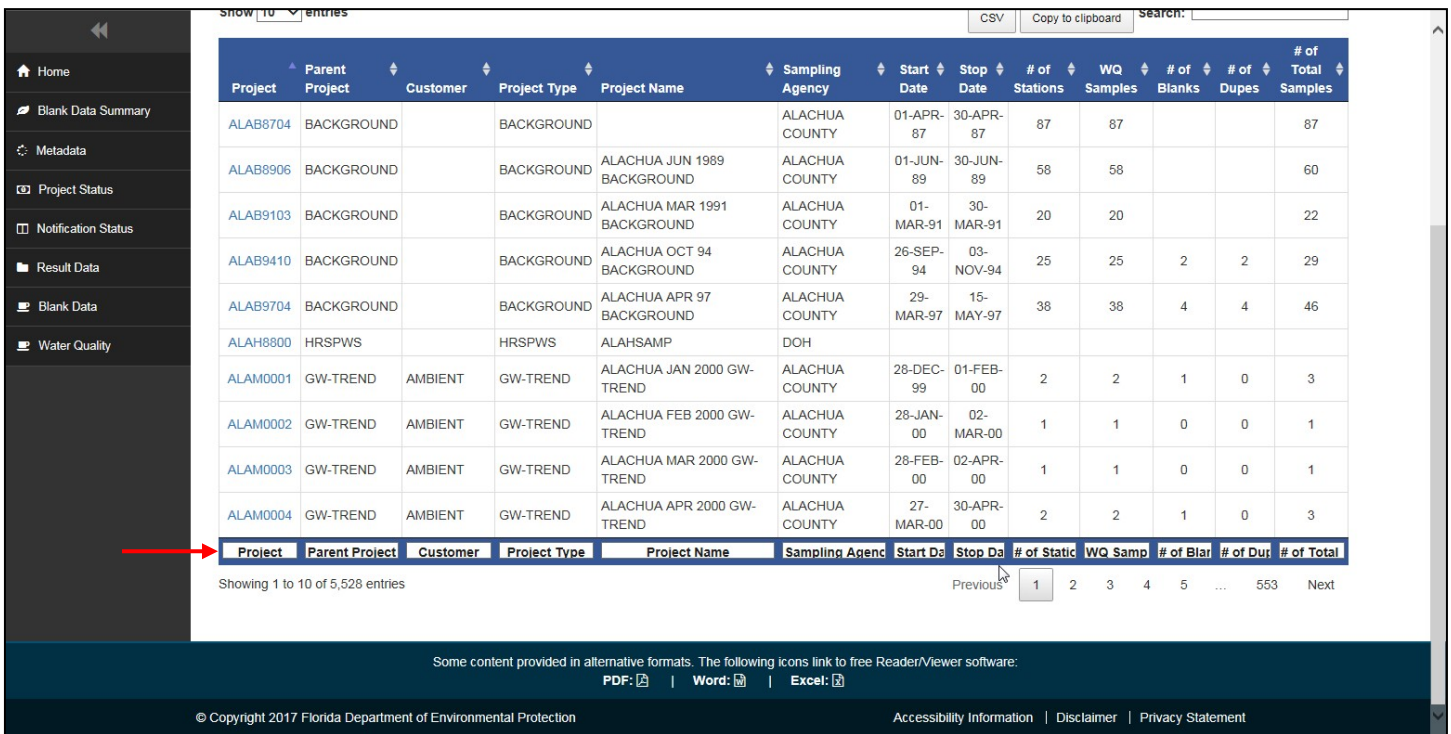 Show 10 entries
CSV Copy to clipboard Search:
Home
Blank Data Summary
Metadata
Project Status
Notification Status
Result Data
Blank Data
Water Quality
Project Parent Project Customer Project Type Project Name Sampling Agency Start Date Stop Date # of Stations WQ Samples # of Blanks # of Dupes # of Total Samples
ALAB8704 BACKGROUND BACKGROUND ALACHUA COUNTY 01-APR-87 30-APR-87 87 87 87
ALAB8906 BACKGROUND BACKGROUND ALACHUA JUN 1989 BACKGROUND ALACHUA COUNTY 01-JUN-89 30-JUN-89 58 58 60
ALAB9103 BACKGROUND BACKGROUND ALACHUA MAR 1991 BACKGROUND ALACHUA COUNTY 01-MAR-91 30-MAR-91 20 20 22
ALAB9410 BACKGROUND BACKGROUND ALACHUA OCT 94 BACKGROUND ALACHUA COUNTY 26-SEP-94 03-NOV-94 25 25 2 2 29
ALAB9704 BACKGROUND BACKGROUND ALACHUA APR 97 BACKGROUND ALACHUA COUNTY 29-MAR-97 15-MAY-97 38 38 4 4 46
ALAH8800 HRSPWS HRSPWS ALAHSAMP DOH
ALAM0001 GW-TREND AMBIENT GW-TREND ALACHUA JAN 2000 GW-TREND ALACHUA COUNTY 28-DEC-99 01-FEB-00 2 2 1 0 3
ALAM0002 GW-TREND AMBIENT GW-TREND ALACHUA FEB 2000 GW-TREND ALACHUA COUNTY 28-JAN-00 02-MAR-00 1 1 0 0 1
ALAM0003 GW-TREND AMBIENT GW-TREND ALACHUA MAR 2000 GW-TREND ALACHUA COUNTY 28-FEB-00 02-APR-00 1 1 0 0 1
ALAM0004 GW-TREND AMBIENT GW-TREND ALACHUA APR 2000 GW-TREND ALACHUA COUNTY 27-MAR-00 30-APR-00 2 2 1 0 3
Project Parent Project Customer Project Type Project Name Sampling Agenc Start Da Stop Da # of Static WQ Samp # of Blar # of Dup # of Total
Showing 1 to 10 of 5,528 entries
Previous 1 2 3 4 5 ... 553 Next
Some content provided in alternative formats. The following icons link to free Reader/Viewer software:
PDF: | Word: | Excel:
© Copyright 2017 Florida Department of Environmental Protection
Accessibility Information | Disclaimer | Privacy Statement